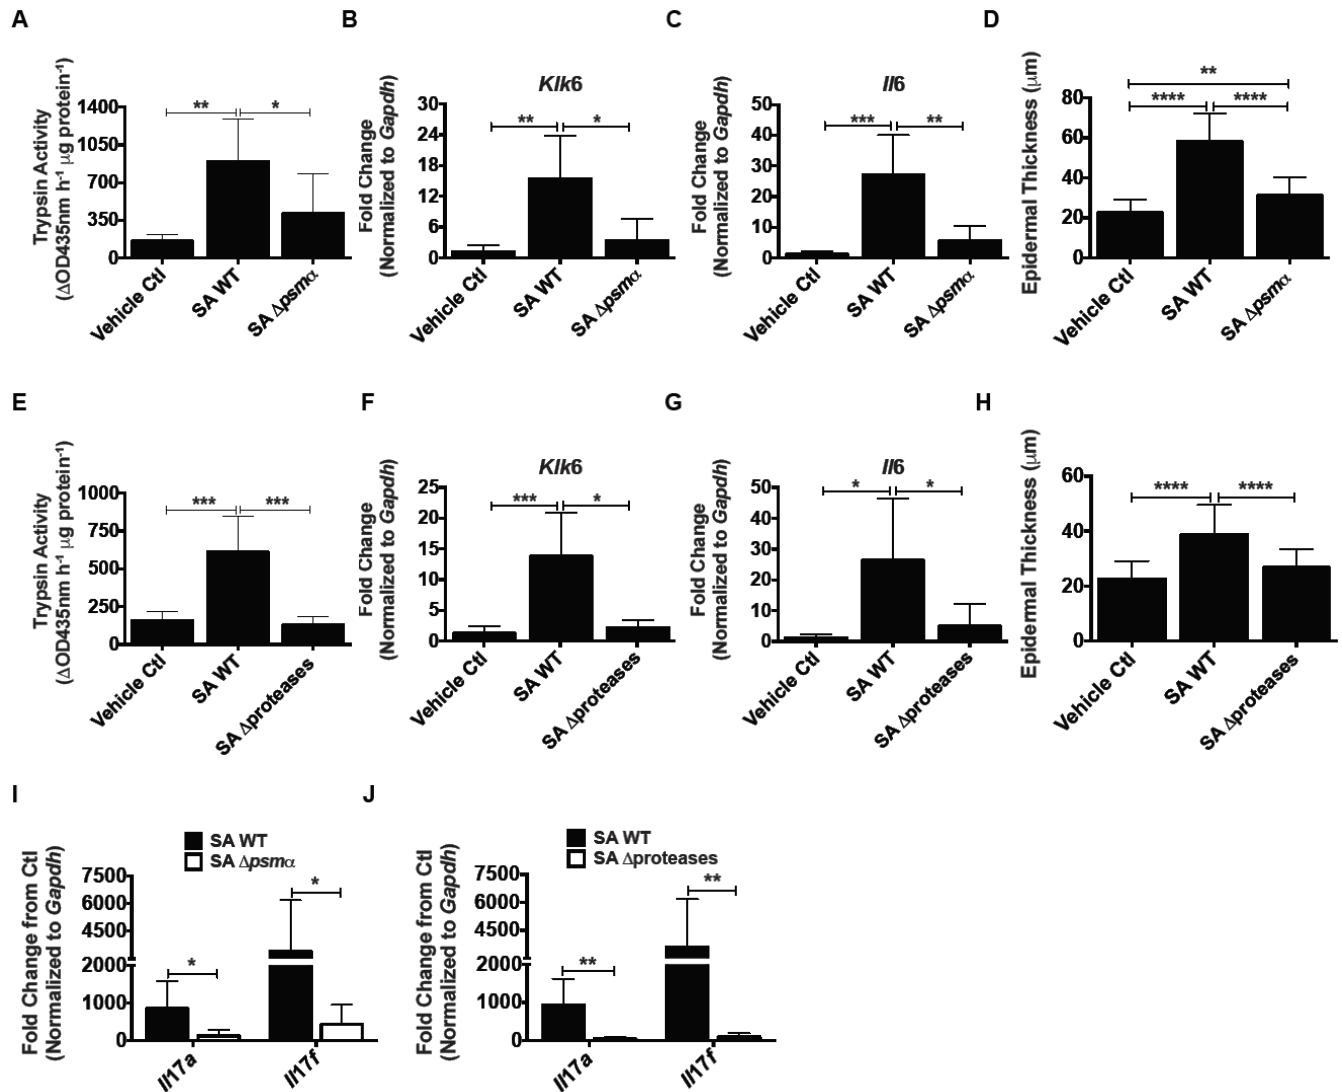 A
Trypsin Activity
(ΔOD435nm h⁻¹ μg protein⁻¹)
1400
1050
700
350
0
**
*
Vehicle Ctl
SA WT
SA Δpsmα
B
Klk6
Fold Change
(Normalized to Gapdh)
30
24
18
12
6
0
**
*
Vehicle Ctl
SA WT
SA Δpsmα
C
Il6
Fold Change
(Normalized to Gapdh)
50
40
30
20
10
0
***
**
Vehicle Ctl
SA WT
SA Δpsmα
D
Epidermal Thickness (μm)
80
60
40
20
0
**
****
****
Vehicle Ctl
SA WT
SA Δpsmα
E
Trypsin Activity
(ΔOD435nm h⁻¹ μg protein⁻¹)
1000
750
500
250
0
***
***
Vehicle Ctl
SA WT
SA Δproteases
F
Klk6
Fold Change
(Normalized to Gapdh)
25
20
15
10
5
0
***
*
Vehicle Ctl
SA WT
SA Δproteases
G
Il6
Fold Change
(Normalized to Gapdh)
50
40
30
20
10
0
*
*
Vehicle Ctl
SA WT
SA Δproteases
H
Epidermal Thickness (μm)
60
40
20
0
****
****
Vehicle Ctl
SA WT
SA Δproteases
I
SA WT
SA Δpsmα
Fold Change from Ctl
(Normalized to Gapdh)
7500
6000
4500
2000
1000
0
*
*
Il17a
Il17f
J
SA WT
SA Δproteases
Fold Change from Ctl
(Normalized to Gapdh)
7500
6000
4500
2000
1000
0
**
**
Il17a
Il17f